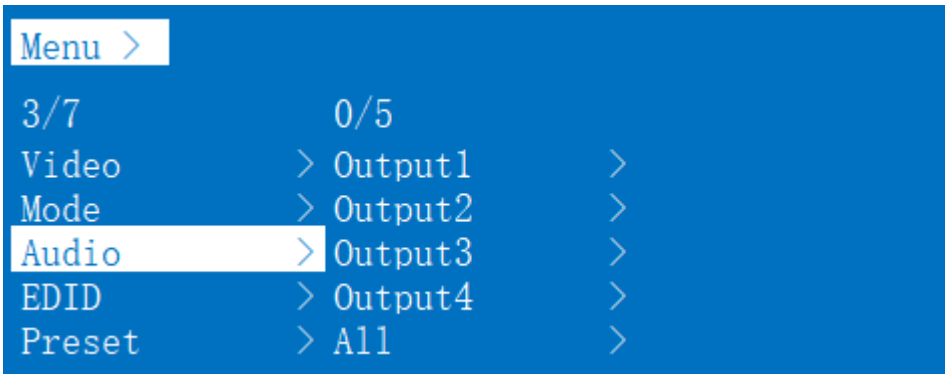 Menu >
3/7 0/5
Video > Output1 >
Mode > Output2 >
Audio > Output3 >
EDID > Output4 >
Preset > All >